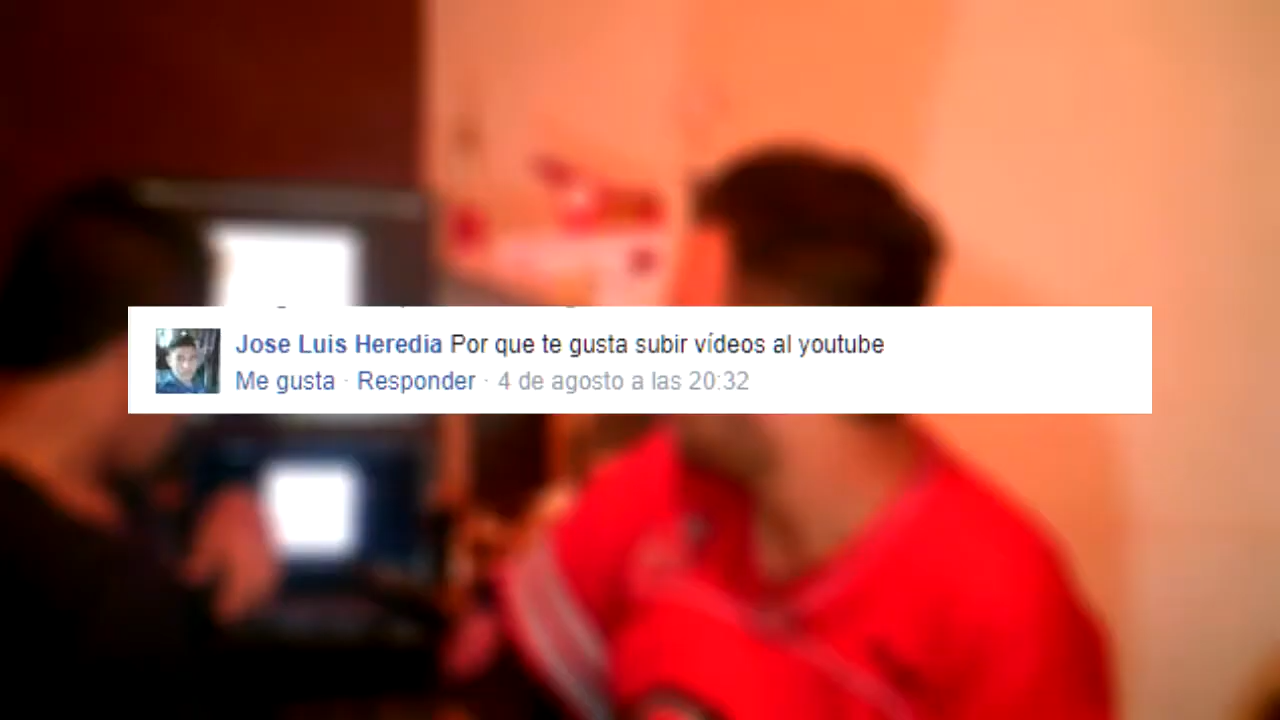 Jose Luis Heredia Por que te gusta subir vídeos al youtube
Me gusta · Responder · 4 de agosto a las 20:32